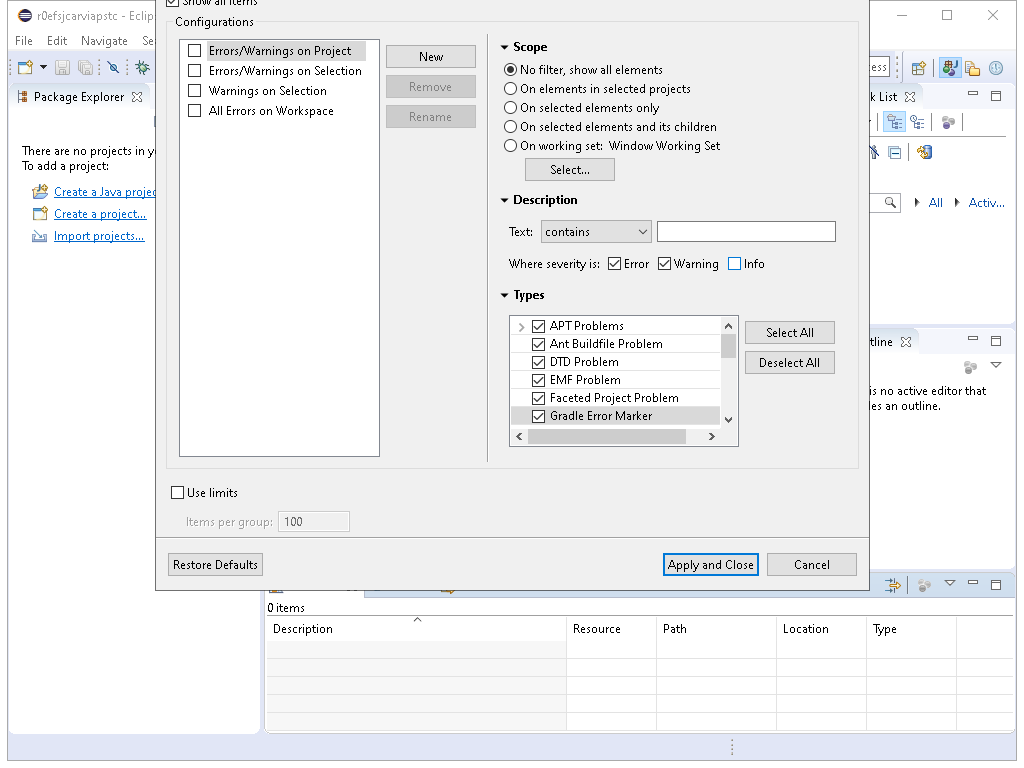 Show all items
r0efsjcarviapstc - Eclip
File Edit Navigate Se
Configurations
Errors/Warnings on Project
Errors/Warnings on Selection
Warnings on Selection
All Errors on Workspace
New
Remove
Rename
Scope
No filter, show all elements
On elements in selected projects
On selected elements only
On selected elements and its children
On working set: Window Working Set
Select...
Description
Text: contains
Where severity is: Error Warning Info
Types
APT Problems
Ant Buildfile Problem
DTD Problem
EMF Problem
Faceted Project Problem
Gradle Error Marker
Select All
Deselect All
Use limits
Items per group: 100
Restore Defaults
Apply and Close
Cancel
Package Explorer
There are no projects in y
To add a project:
Create a Java projec
Create a project...
Import projects...
ess
k List
All Activ...
tline
is no active editor that
les an outline.
0 items
Description Resource Path Location Type